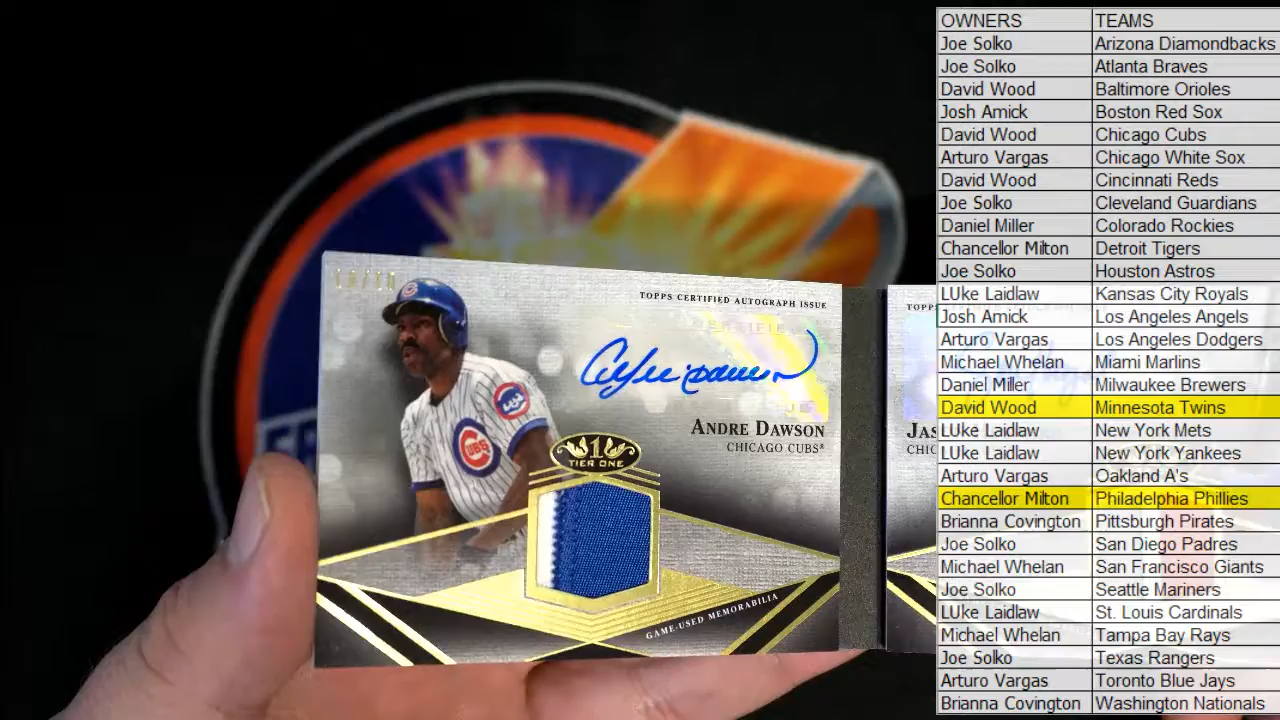 OWNERS TEAMS
Joe Solko Arizona Diamondbacks
Joe Solko Atlanta Braves
David Wood Baltimore Orioles
Josh Amick Boston Red Sox
David Wood Chicago Cubs
Arturo Vargas Chicago White Sox
David Wood Cincinnati Reds
Joe Solko Cleveland Guardians
Daniel Miller Colorado Rockies
Chancellor Milton Detroit Tigers
Joe Solko Houston Astros
LUke Laidlaw Kansas City Royals
Josh Amick Los Angeles Angels
Arturo Vargas Los Angeles Dodgers
Michael Whelan Miami Marlins
Daniel Miller Milwaukee Brewers
David Wood Minnesota Twins
LUke Laidlaw New York Mets
LUke Laidlaw New York Yankees
Arturo Vargas Oakland A's
Chancellor Milton Philadelphia Phillies
Brianna Covington Pittsburgh Pirates
Joe Solko San Diego Padres
Michael Whelan San Francisco Giants
Joe Solko Seattle Mariners
LUke Laidlaw St. Louis Cardinals
Michael Whelan Tampa Bay Rays
Joe Solko Texas Rangers
Arturo Vargas Toronto Blue Jays
Brianna Covington Washington Nationals
TOPPS CERTIFIED AUTOGRAPH ISSUE
Andre Dawson
ANDRE DAWSON
CHICAGO CUBS®
CUBS
1
TIER ONE
GAME-USED MEMORABILIA